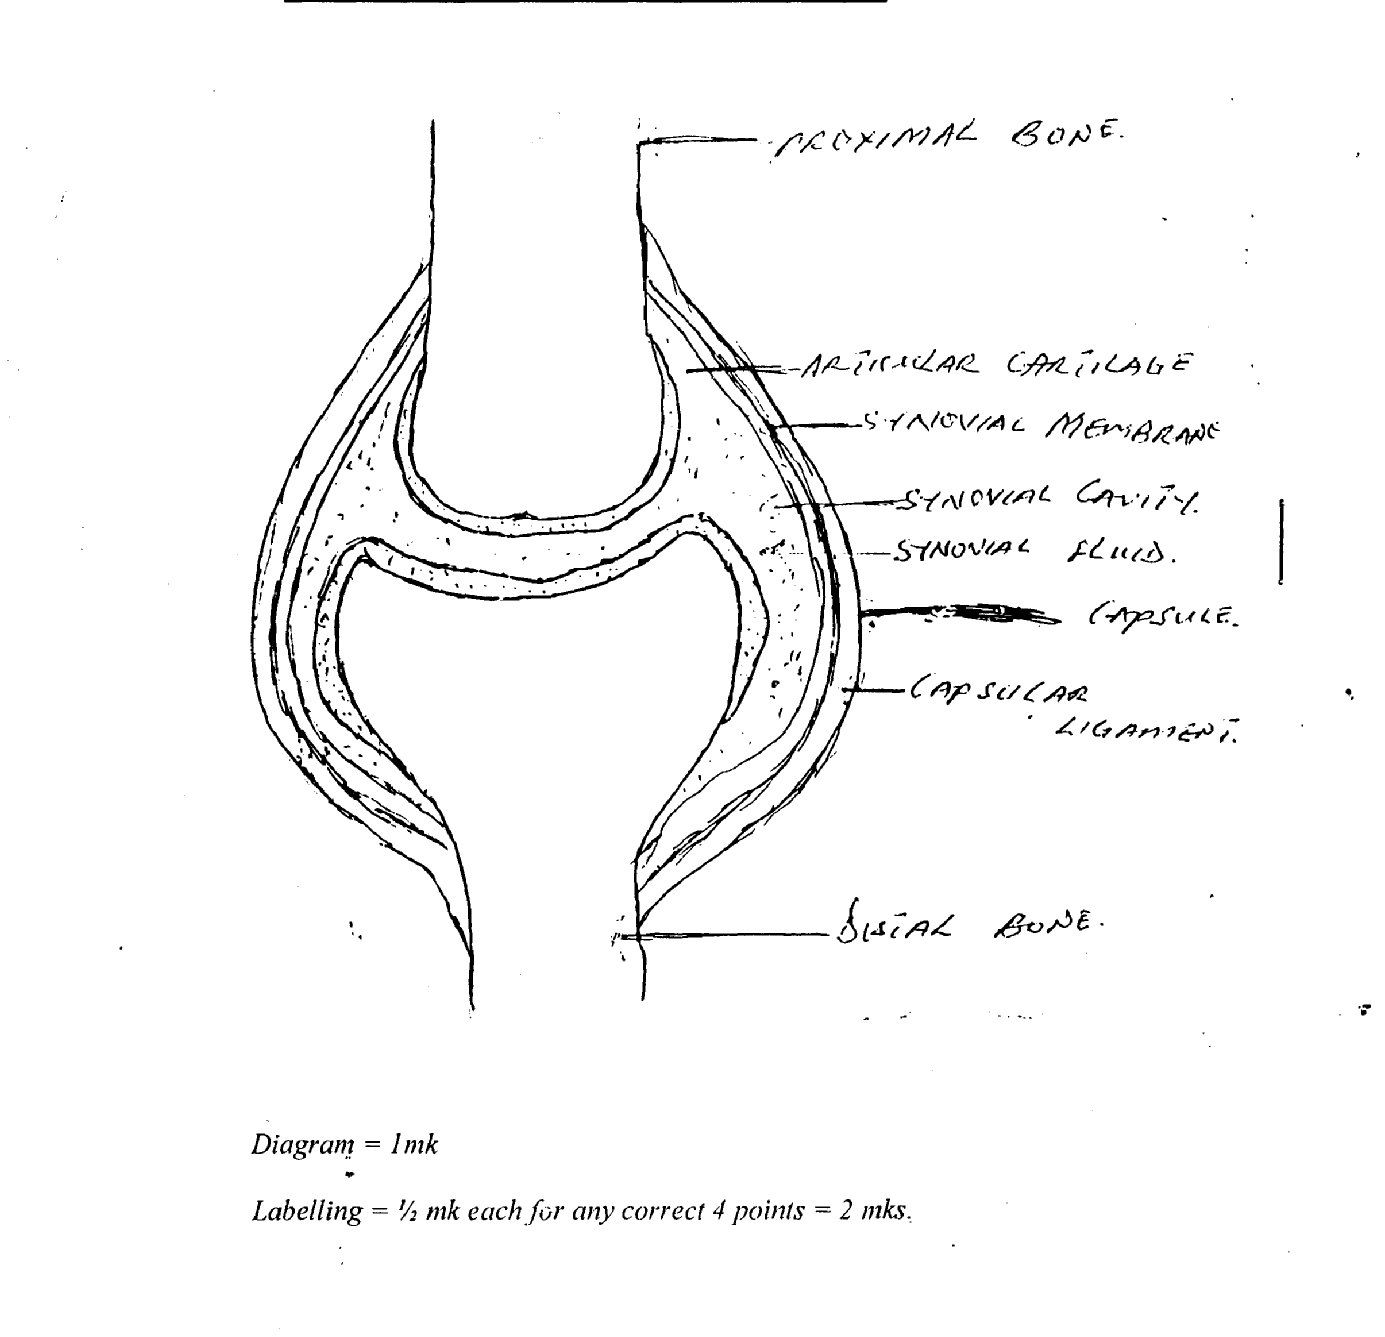 PROXIMAL BONE.
ARTICULAR CARTILAGE
SYNOVIAL MEMBRANE
SYNOVIAL CAVITY.
SYNOVIAL FLUID.
CAPSULE.
CAPSULAR
LIGAMENT.
DISTAL BONE.
Diagram = 1mk
Labelling = ½ mk each for any correct 4 points = 2 mks.